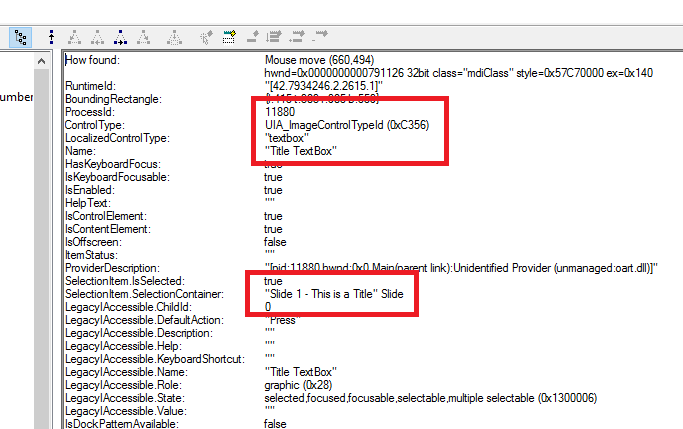 How found: Mouse move (660,494)
hwnd=0x0000000000791126 32bit class="mdiClass" style=0x57C70000 ex=0x140
umber
RuntimeId: "[42.7934246.2.2615.1]"
BoundingRectangle:
ProcessId: 11880
ControlType: UIA_ImageControlTypeId (0xC356)
LocalizedControlType: "textbox"
Name: "Title TextBox"
HasKeyboardFocus: true
IsKeyboardFocusable: true
IsEnabled: true
HelpText: ""
IsControlElement: true
IsContentElement: true
IsOffscreen: false
ItemStatus: ""
ProviderDescription: "[pid:11880,hwnd:0x0 Main(parent link):Unidentified Provider (unmanaged:oart.dll)]"
SelectionItem.IsSelected: true
SelectionItem.SelectionContainer: "Slide 1 - This is a Title" Slide
LegacyIAccessible.ChildId: 0
LegacyIAccessible.DefaultAction: "Press"
LegacyIAccessible.Description: ""
LegacyIAccessible.Help: ""
LegacyIAccessible.KeyboardShortcut: ""
LegacyIAccessible.Name: "Title TextBox"
LegacyIAccessible.Role: graphic (0x28)
LegacyIAccessible.State: selected,focused,focusable,selectable,multiple selectable (0x1300006)
LegacyIAccessible.Value: ""
IsDockPatternAvailable: false